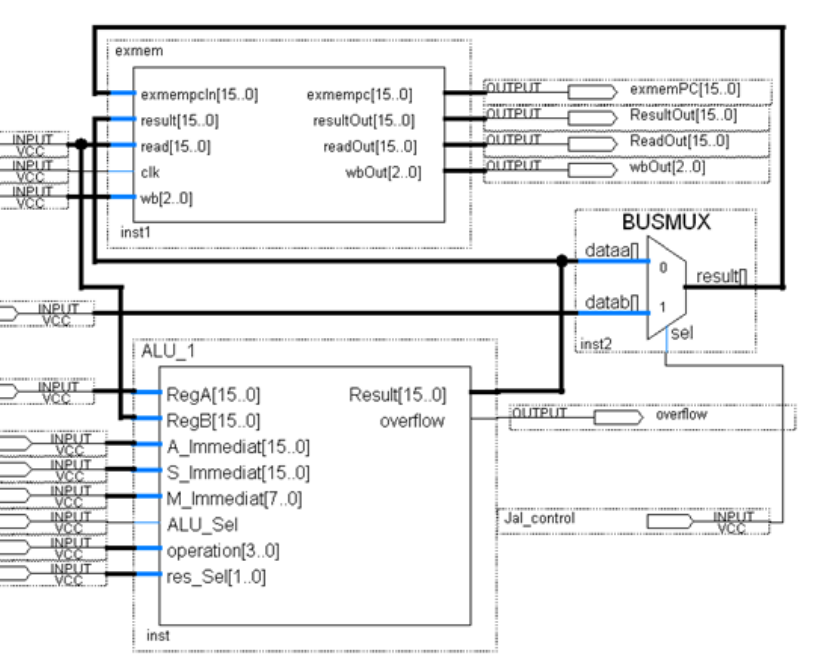 exmem
exmempcIn[15..0]
exmempc[15..0]
OUTPUT
exmemPC[15..0]
result[15..0]
resultOut[15..0]
OUTPUT
ResultOut[15..0]
INPUT
VCC
read[15..0]
readOut[15..0]
OUTPUT
ReadOut[15..0]
INPUT
VCC
clk
wbOut[2..0]
OUTPUT
wbOut[2..0]
INPUT
VCC
wb[2..0]
inst1
BUSMUX
dataa[]
0
result[]
datab[]
1
sel
inst2
INPUT
VCC
ALU_1
INPUT
VCC
RegA[15..0]
Result[15..0]
RegB[15..0]
overflow
OUTPUT
overflow
INPUT
VCC
A_Immediat[15..0]
INPUT
VCC
S_Immediat[15..0]
INPUT
VCC
M_Immediat[7..0]
INPUT
VCC
ALU_Sel
Jal_control
INPUT
VCC
INPUT
VCC
operation[3..0]
INPUT
VCC
res_Sel[1..0]
inst